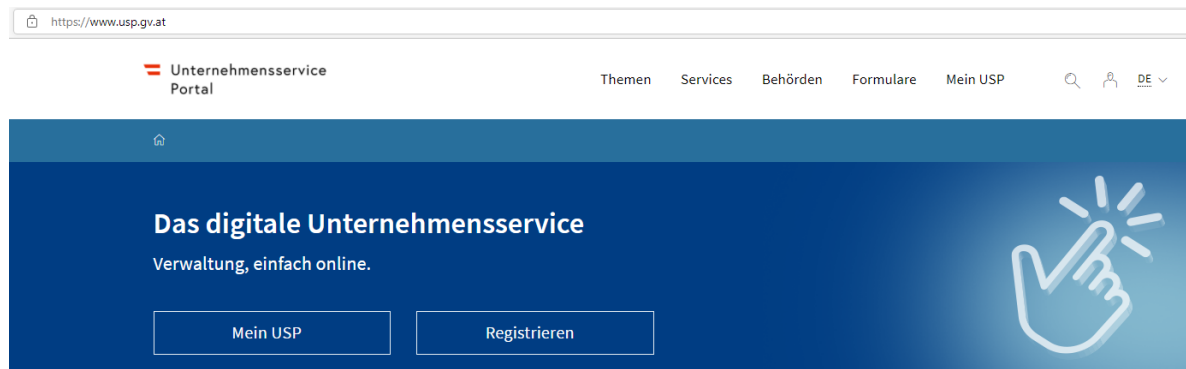 https://www.usp.gv.at
Unternehmensservice
Portal
Themen Services Behörden Formulare Mein USP DE
Das digitale Unternehmensservice
Verwaltung, einfach online.
Mein USP Registrieren